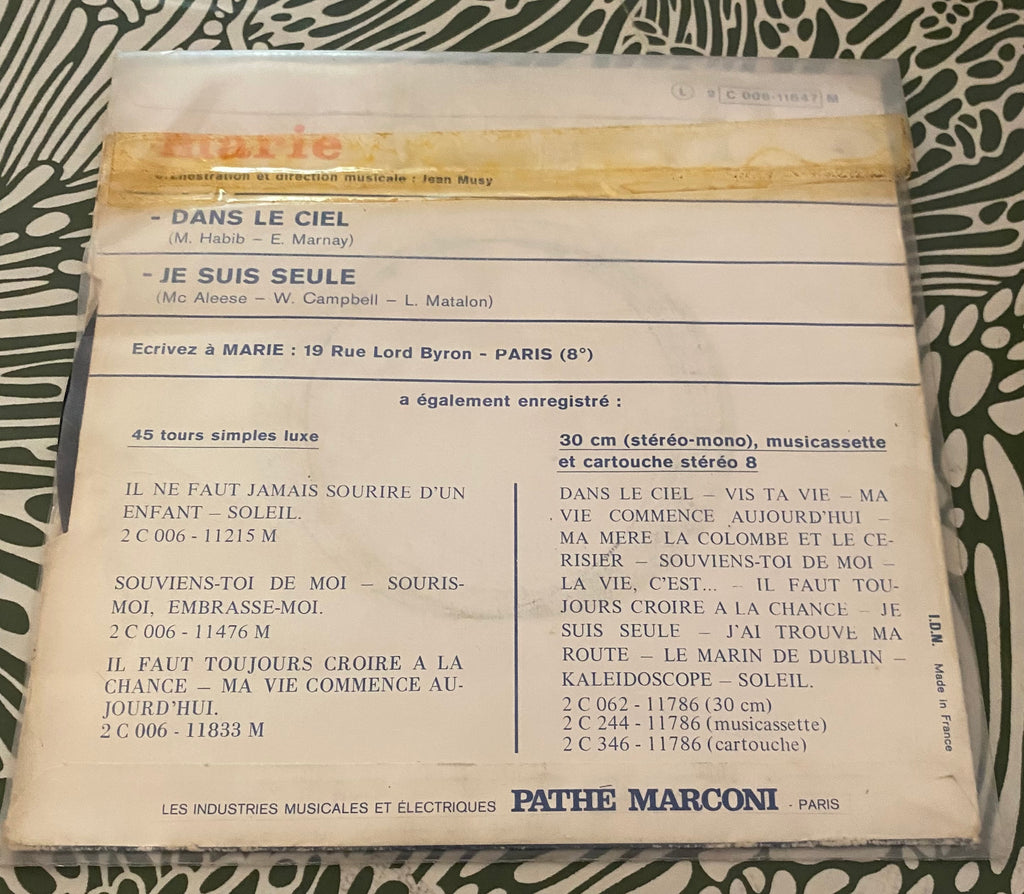 Ⓛ 2 C 006-11647 M
marie
orchestration et direction musicale : Jean Musy
- DANS LE CIEL
(M. Habib – E. Marnay)
- JE SUIS SEULE
(Mc Aleese – W. Campbell – L. Matalon)
Ecrivez à MARIE : 19 Rue Lord Byron - PARIS (8°)
a également enregistré :
45 tours simples luxe
IL NE FAUT JAMAIS SOURIRE D'UN
ENFANT – SOLEIL.
2 C 006 - 11215 M
SOUVIENS-TOI DE MOI – SOURIS-
MOI, EMBRASSE-MOI.
2 C 006 - 11476 M
IL FAUT TOUJOURS CROIRE A LA
CHANCE – MA VIE COMMENCE AU-
JOURD'HUI.
2 C 006 - 11833 M
30 cm (stéréo-mono), musicassette
et cartouche stéréo 8
DANS LE CIEL – VIS TA VIE – MA
VIE COMMENCE AUJOURD'HUI –
MA MERE LA COLOMBE ET LE CE-
RISIER – SOUVIENS-TOI DE MOI –
LA VIE, C'EST... – IL FAUT TOU-
JOURS CROIRE A LA CHANCE – JE
SUIS SEULE – J'AI TROUVE MA
ROUTE – LE MARIN DE DUBLIN –
KALEIDOSCOPE – SOLEIL.
2 C 062 - 11786 (30 cm)
2 C 244 - 11786 (musicassette)
2 C 346 - 11786 (cartouche)
I.D.N. Made in France
LES INDUSTRIES MUSICALES ET ÉLECTRIQUES PATHÉ MARCONI - PARIS